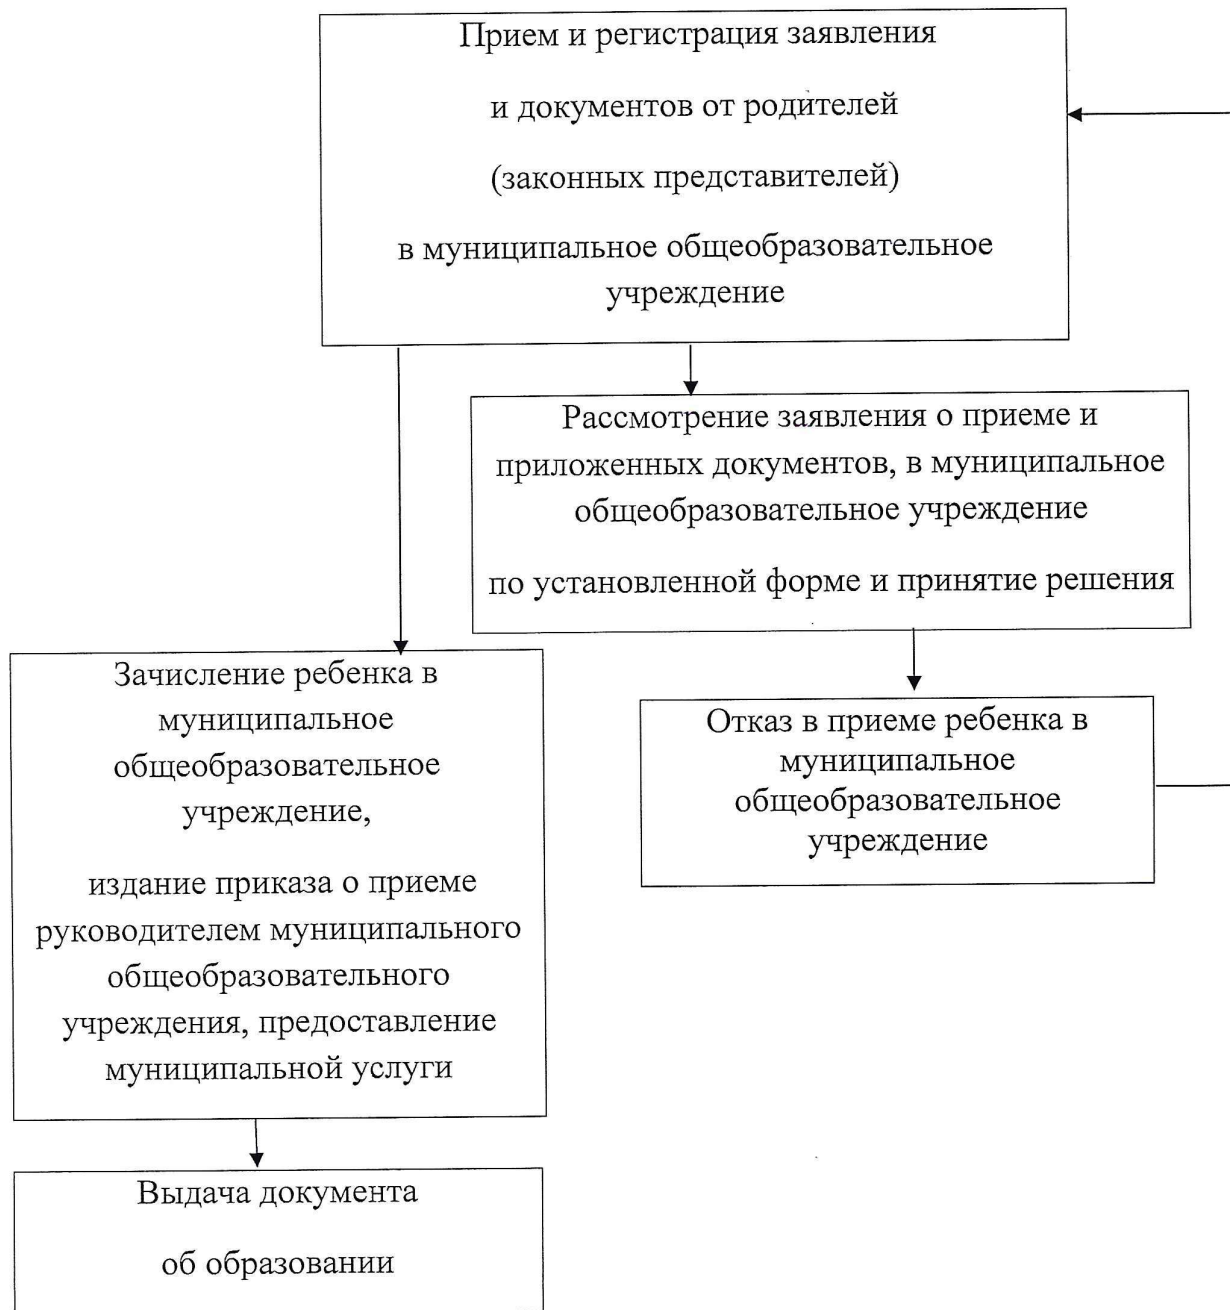 Прием и регистрация заявления
и документов от родителей
(законных представителей)
в муниципальное общеобразовательное
учреждение
Рассмотрение заявления о приеме и
приложенных документов, в муниципальное
общеобразовательное учреждение
по установленной форме и принятие решения
Зачисление ребенка в
муниципальное
общеобразовательное
учреждение,
издание приказа о приеме
руководителем муниципального
общеобразовательного
учреждения, предоставление
муниципальной услуги
Отказ в приеме ребенка в
муниципальное
общеобразовательное
учреждение
Выдача документа
об образовании